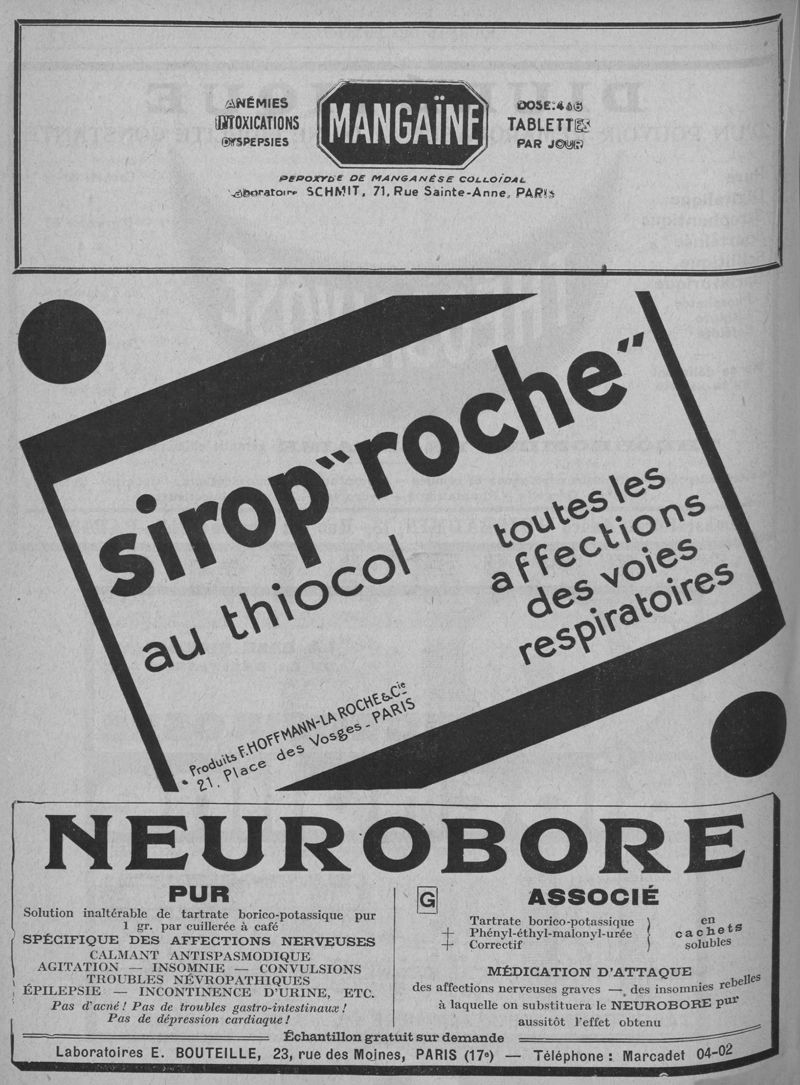 ANÉMIES
INTOXICATIONS
DYSPEPSIES
MANGAÏNE
DOSE: 4 à 6
TABLETTES
PAR JOUR
PEROXYDE DE MANGANÈSE COLLOÏDAL
Laboratoire SCHMIT, 71, Rue Sainte-Anne, PARIS
sirop "roche"
au thiocol
toutes les
affections
des voies
respiratoires
Produits F. HOFFMANN-LA ROCHE & Cie
21, Place des Vosges - PARIS
NEUROBORE
PUR
Solution inaltérable de tartrate borico-potassique pur
1 gr. par cuillerée à café
SPÉCIFIQUE DES AFFECTIONS NERVEUSES
CALMANT ANTISPASMODIQUE
AGITATION — INSOMNIE — CONVULSIONS
TROUBLES NÉVROPATHIQUES
ÉPILEPSIE — INCONTINENCE D'URINE, ETC.
Pas d'acné ! Pas de troubles gastro-intestinaux !
Pas de dépression cardiaque !
G ASSOCIÉ
Tartrate borico-potassique
+ Phényl-éthyl-malonyl-urée
+ Correctif
en
cachets
solubles
MÉDICATION D'ATTAQUE
des affections nerveuses graves —, des insomnies rebelles
à laquelle on substituera le NEUROBORE pur
aussitôt l'effet obtenu
Échantillon gratuit sur demande
Laboratoires E. BOUTEILLE, 23, rue des Moines, PARIS (17e) — Téléphone : Marcadet 04-02